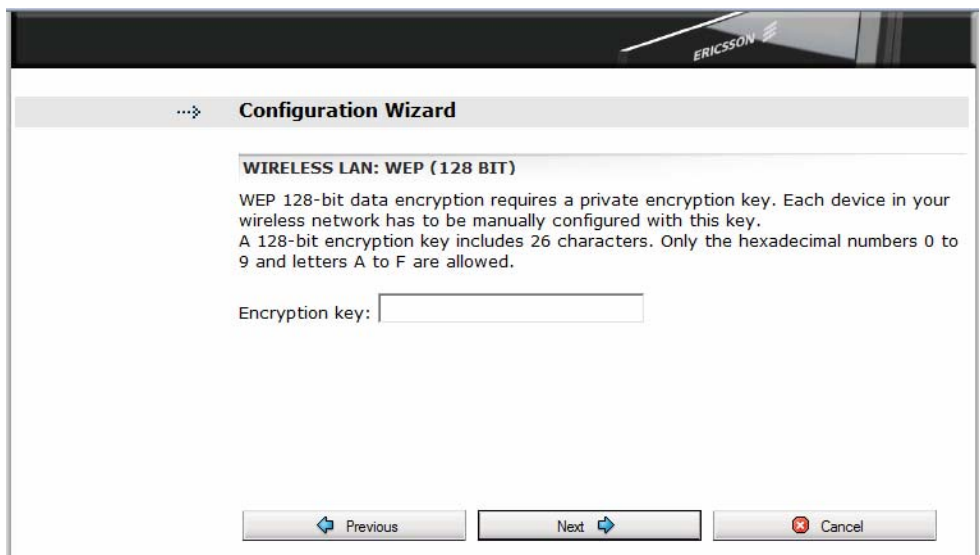 ERICSSON
Configuration Wizard
WIRELESS LAN: WEP (128 BIT)
WEP 128-bit data encryption requires a private encryption key. Each device in your
wireless network has to be manually configured with this key.
A 128-bit encryption key includes 26 characters. Only the hexadecimal numbers 0 to
9 and letters A to F are allowed.
Encryption key:
Previous
Next
Cancel